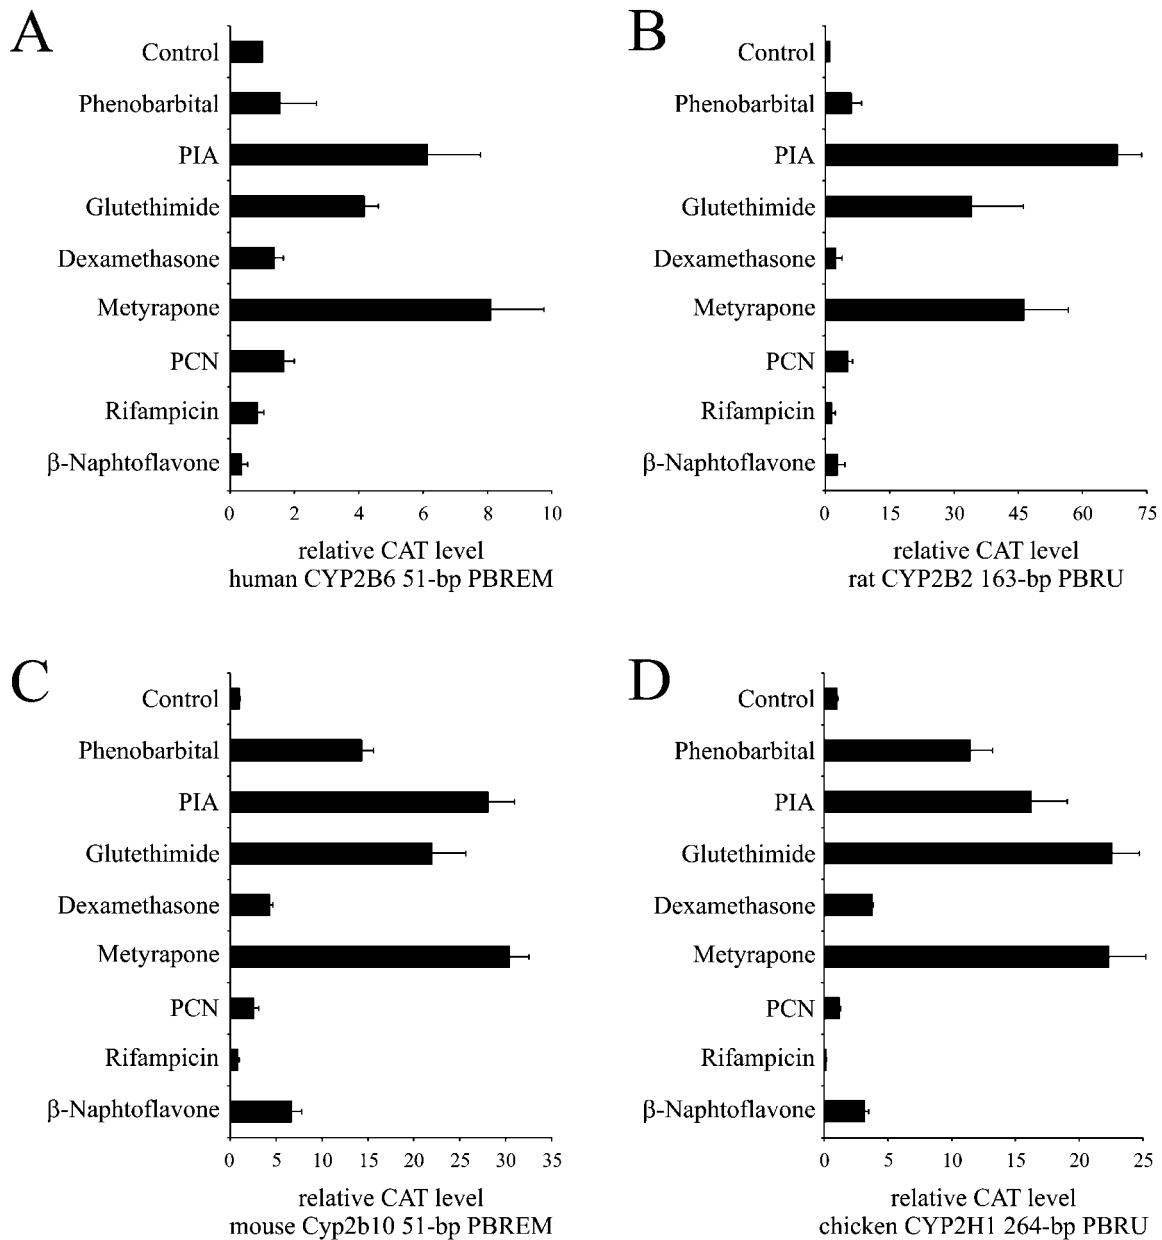 A
Control
Phenobarbital
PIA
Glutethimide
Dexamethasone
Metyrapone
PCN
Rifampicin
β-Naphtoflavone
0 2 4 6 8 10
relative CAT level
human CYP2B6 51-bp PBREM
B
Control
Phenobarbital
PIA
Glutethimide
Dexamethasone
Metyrapone
PCN
Rifampicin
β-Naphtoflavone
0 15 30 45 60 75
relative CAT level
rat CYP2B2 163-bp PBRU
C
Control
Phenobarbital
PIA
Glutethimide
Dexamethasone
Metyrapone
PCN
Rifampicin
β-Naphtoflavone
0 5 10 15 20 25 30 35
relative CAT level
mouse Cyp2b10 51-bp PBREM
D
Control
Phenobarbital
PIA
Glutethimide
Dexamethasone
Metyrapone
PCN
Rifampicin
β-Naphtoflavone
0 5 10 15 20 25
relative CAT level
chicken CYP2H1 264-bp PBRU